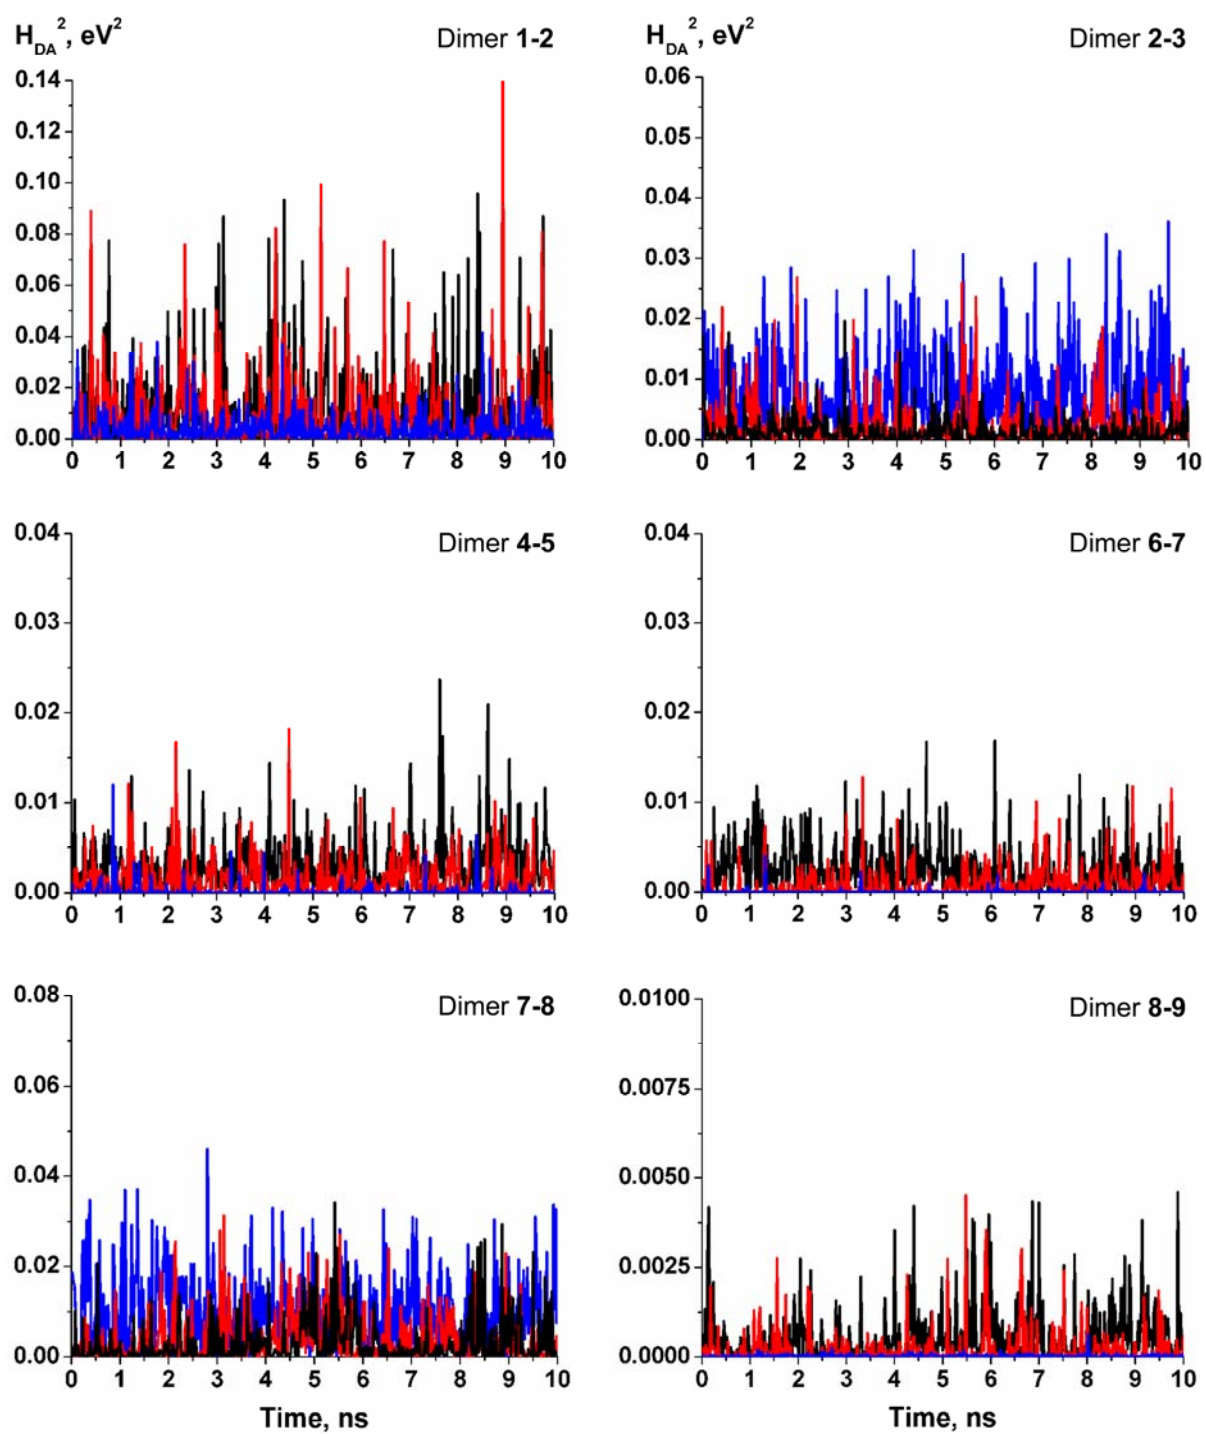 H_DA^2, eV^2
Dimer 1-2
0.14
0.12
0.10
0.08
0.06
0.04
0.02
0.00
0 1 2 3 4 5 6 7 8 9 10
H_DA^2, eV^2
Dimer 2-3
0.06
0.05
0.04
0.03
0.02
0.01
0.00
0 1 2 3 4 5 6 7 8 9 10
Dimer 4-5
0.04
0.03
0.02
0.01
0.00
0 1 2 3 4 5 6 7 8 9 10
Dimer 6-7
0.04
0.03
0.02
0.01
0.00
0 1 2 3 4 5 6 7 8 9 10
Dimer 7-8
0.08
0.06
0.04
0.02
0.00
0 1 2 3 4 5 6 7 8 9 10
Time, ns
Dimer 8-9
0.0100
0.0075
0.0050
0.0025
0.0000
0 1 2 3 4 5 6 7 8 9 10
Time, ns